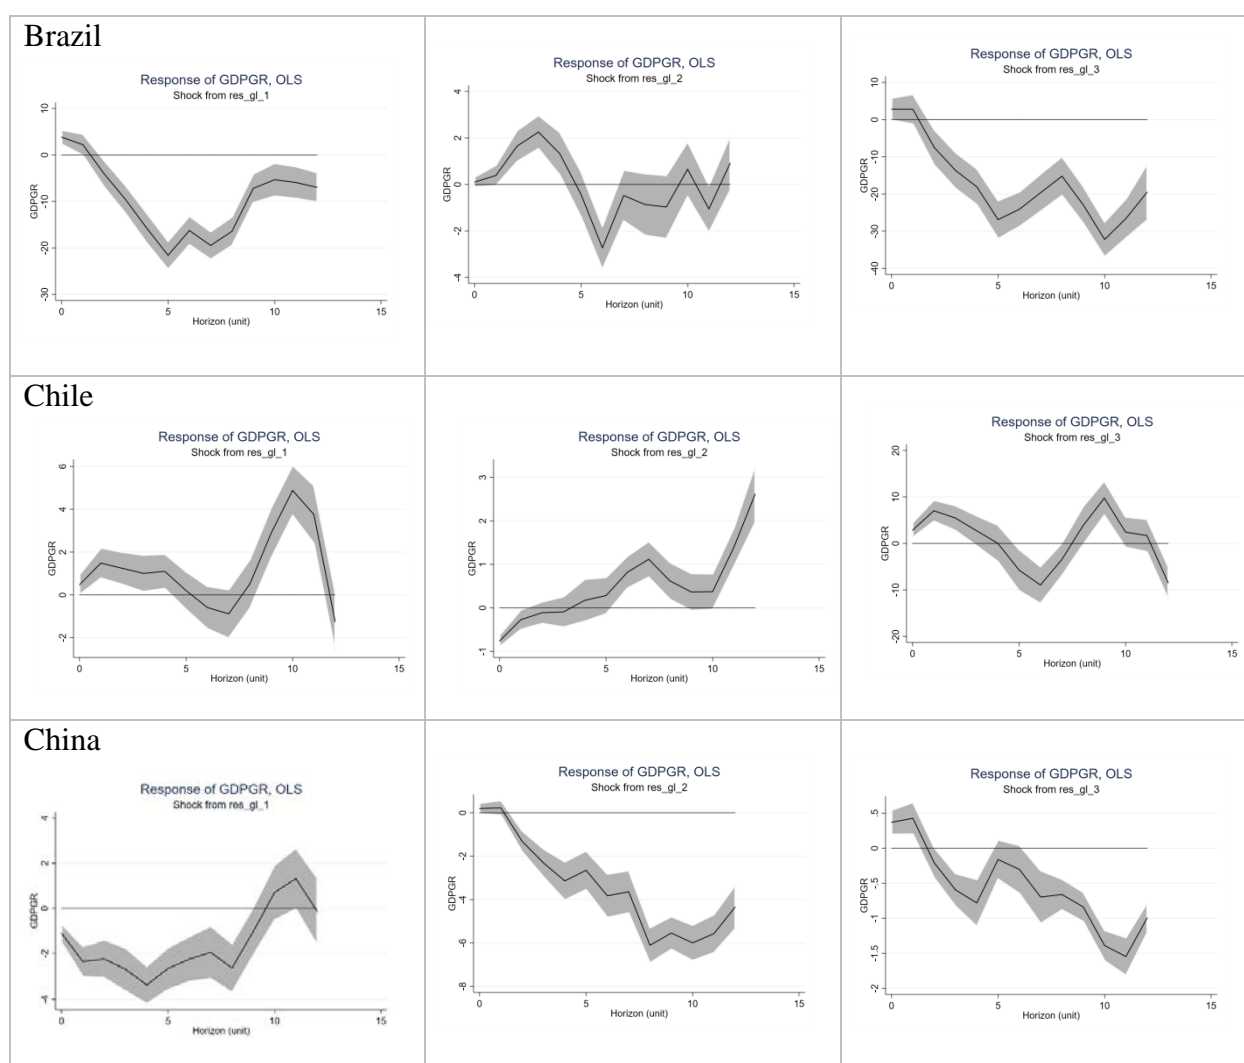 Brazil
Response of GDPGR, OLS
Shock from res_gl_1
GDPGR
10
0
-10
-20
-30
0 5 10 15
Horizon (unit)
Response of GDPGR, OLS
Shock from res_gl_2
GDPGR
4
2
0
-2
-4
0 5 10 15
Horizon (unit)
Response of GDPGR, OLS
Shock from res_gl_3
GDPGR
10
0
-10
-20
-30
-40
0 5 10 15
Horizon (unit)
Chile
Response of GDPGR, OLS
Shock from res_gl_1
GDPGR
6
4
2
0
-2
0 5 10 15
Horizon (unit)
Response of GDPGR, OLS
Shock from res_gl_2
GDPGR
3
2
1
0
-1
0 5 10 15
Horizon (unit)
Response of GDPGR, OLS
Shock from res_gl_3
GDPGR
20
10
0
-10
-20
0 5 10 15
Horizon (unit)
China
Response of GDPGR, OLS
Shock from res_gl_1
GDPGR
4
2
0
-2
-4
0 5 10 15
Horizon (unit)
Response of GDPGR, OLS
Shock from res_gl_2
GDPGR
0
-2
-4
-6
-8
0 5 10 15
Horizon (unit)
Response of GDPGR, OLS
Shock from res_gl_3
GDPGR
.5
0
-.5
-1
-1.5
-2
0 5 10 15
Horizon (unit)